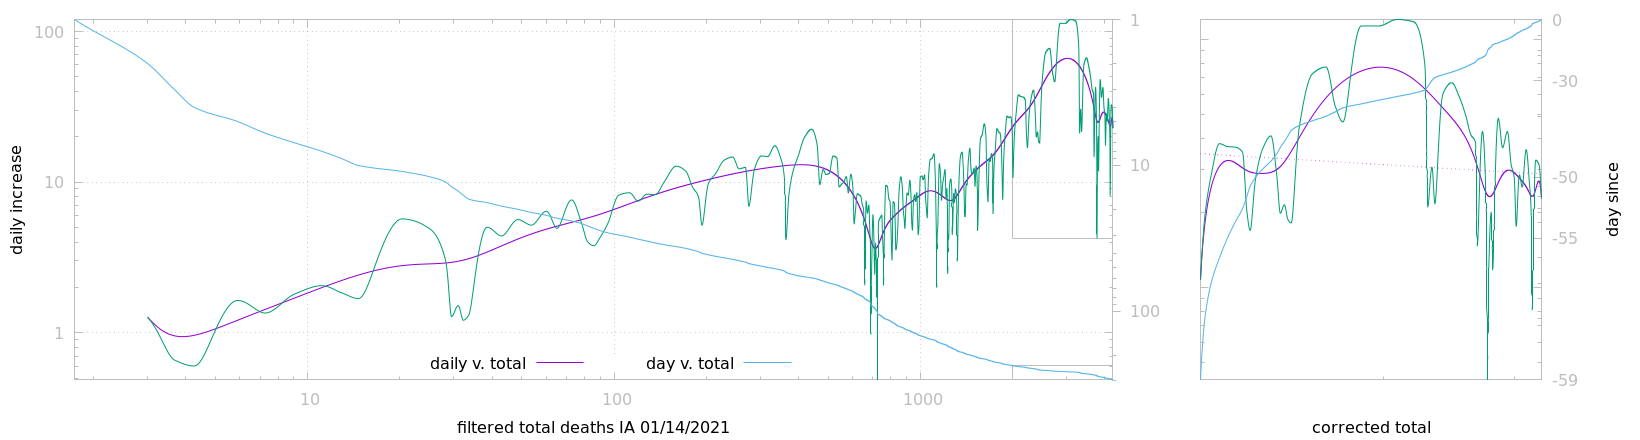 100
10
1
daily increase
daily v. total
day v. total
10
100
1000
filtered total deaths IA 01/14/2021
1
10
100
0
-30
-50
-55
-59
day since
corrected total